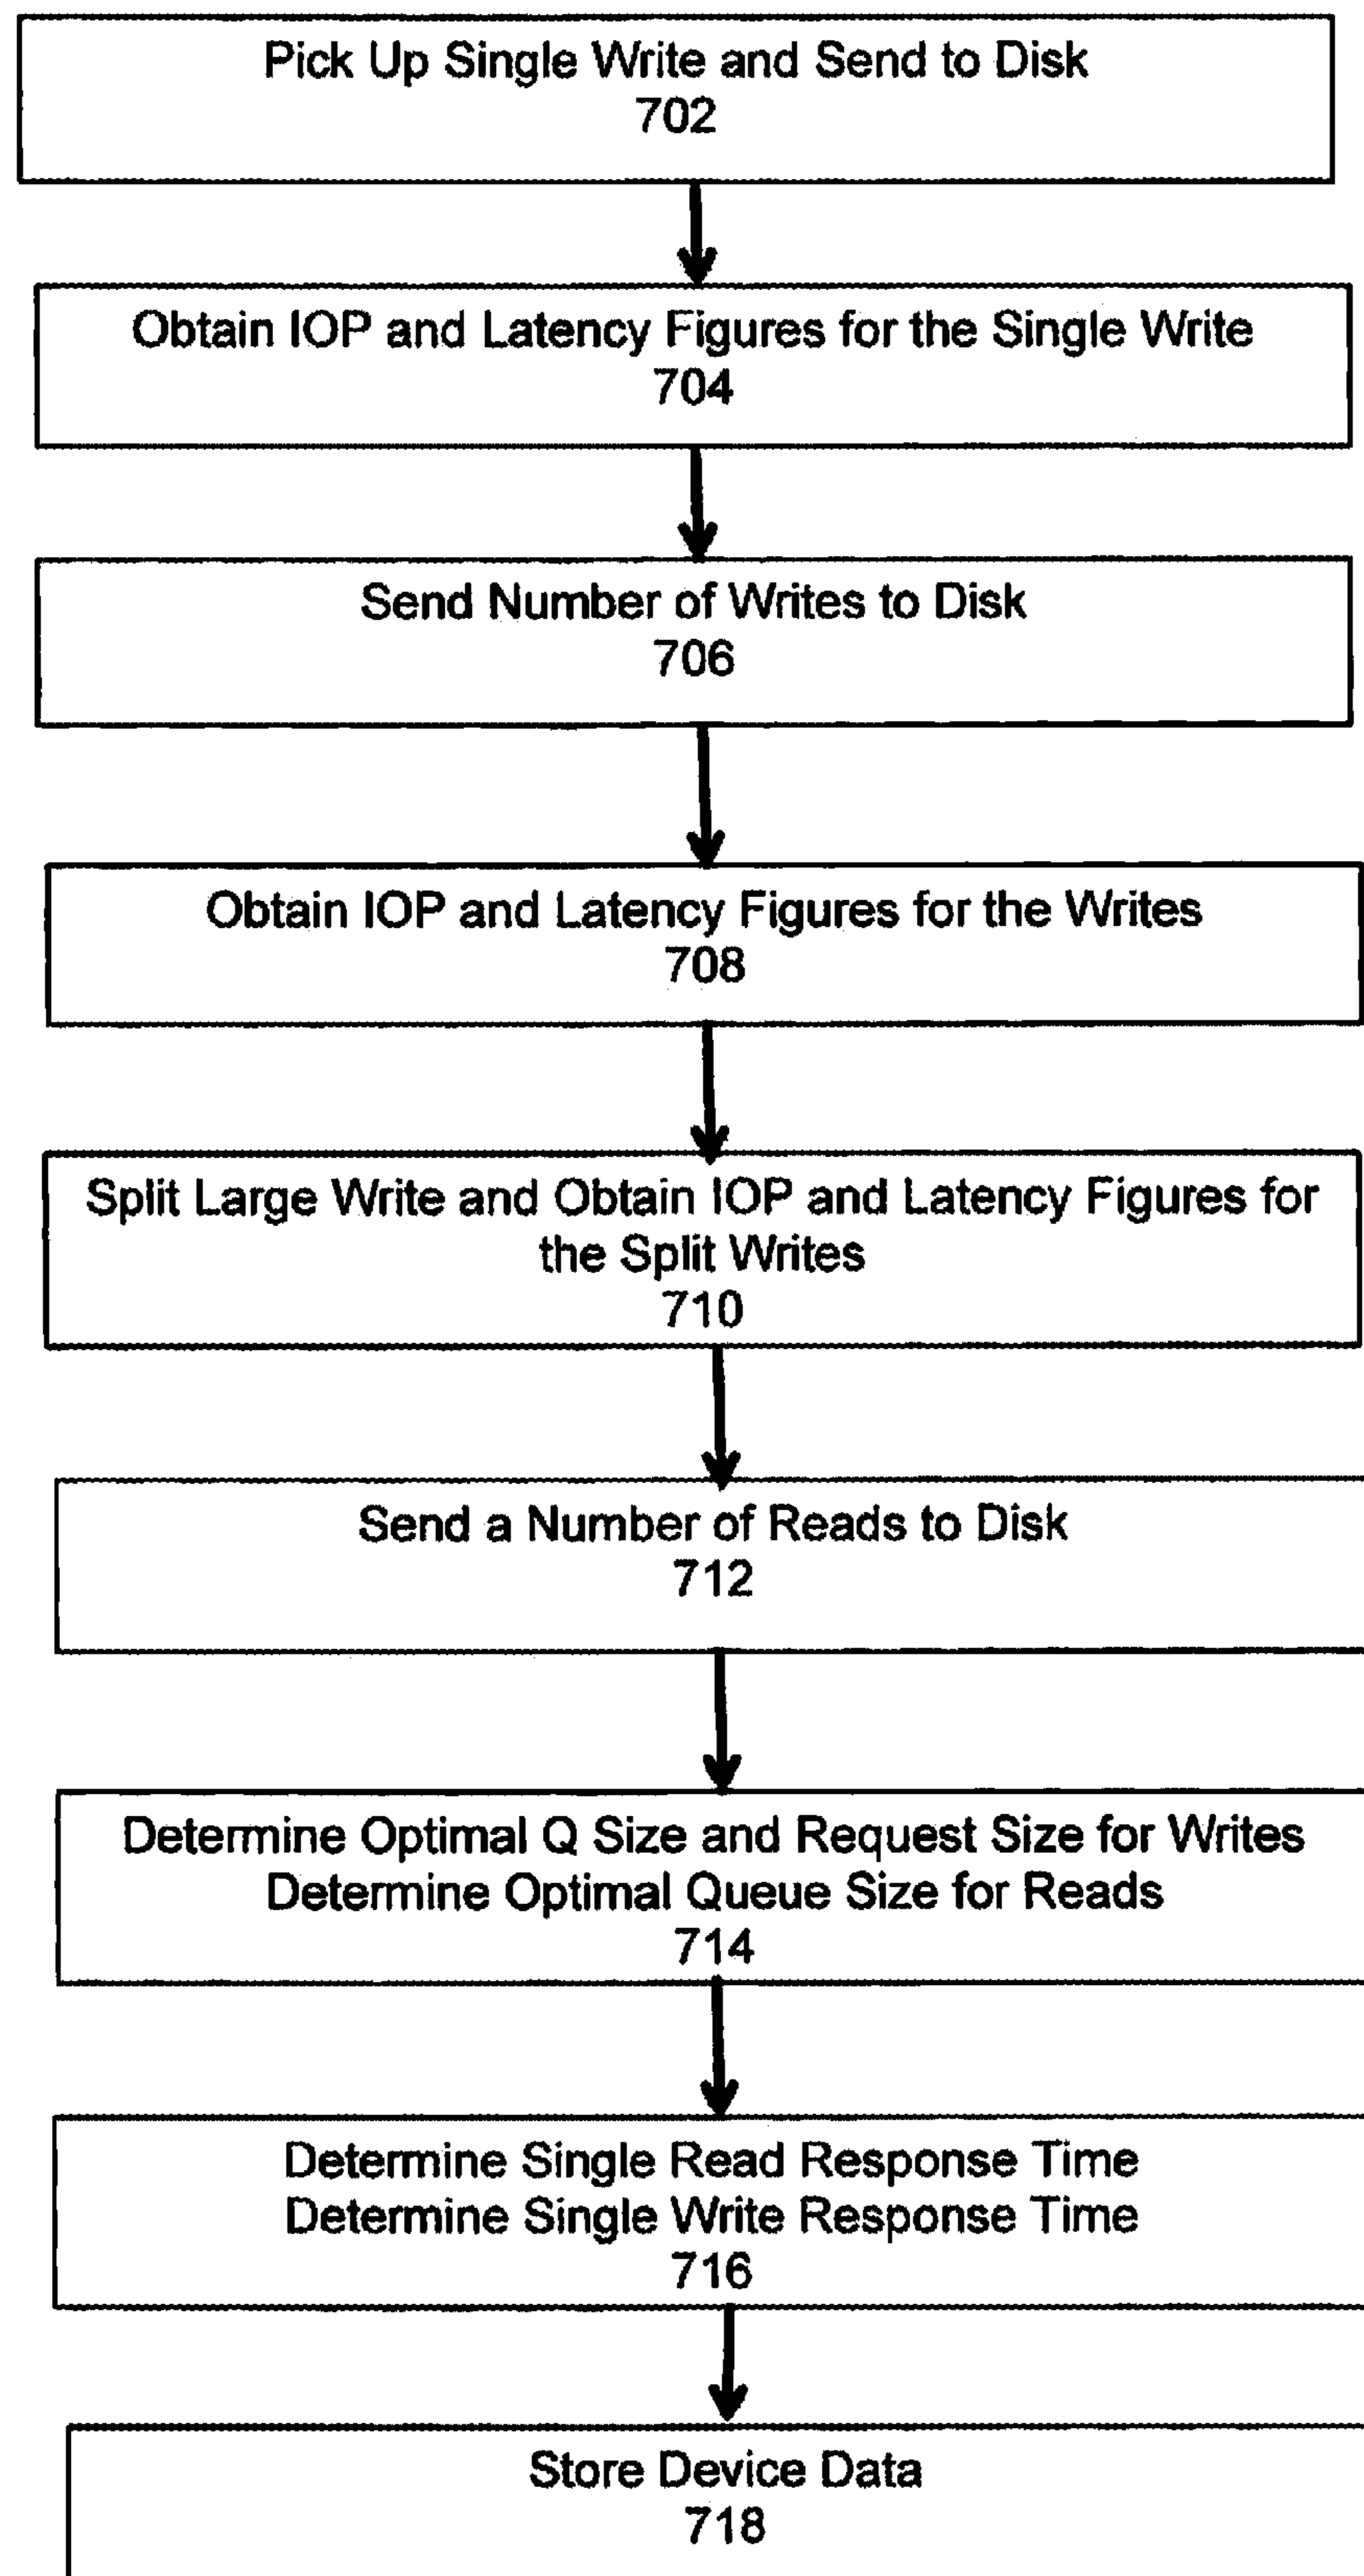 Pick Up Single Write and Send to Disk
702
Obtain IOP and Latency Figures for the Single Write
704
Send Number of Writes to Disk
706
Obtain IOP and Latency Figures for the Writes
708
Split Large Write and Obtain IOP and Latency Figures for
the Split Writes
710
Send a Number of Reads to Disk
712
Determine Optimal Q Size and Request Size for Writes
Determine Optimal Queue Size for Reads
714
Determine Single Read Response Time
Determine Single Write Response Time
716
Store Device Data
718